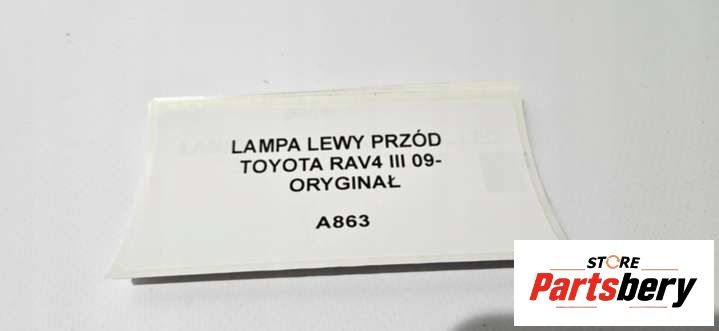 LAMPA LEWY PRZÓD
TOYOTA RAV4 III 09-
ORYGINAŁ
A863
STORE
Partsbery